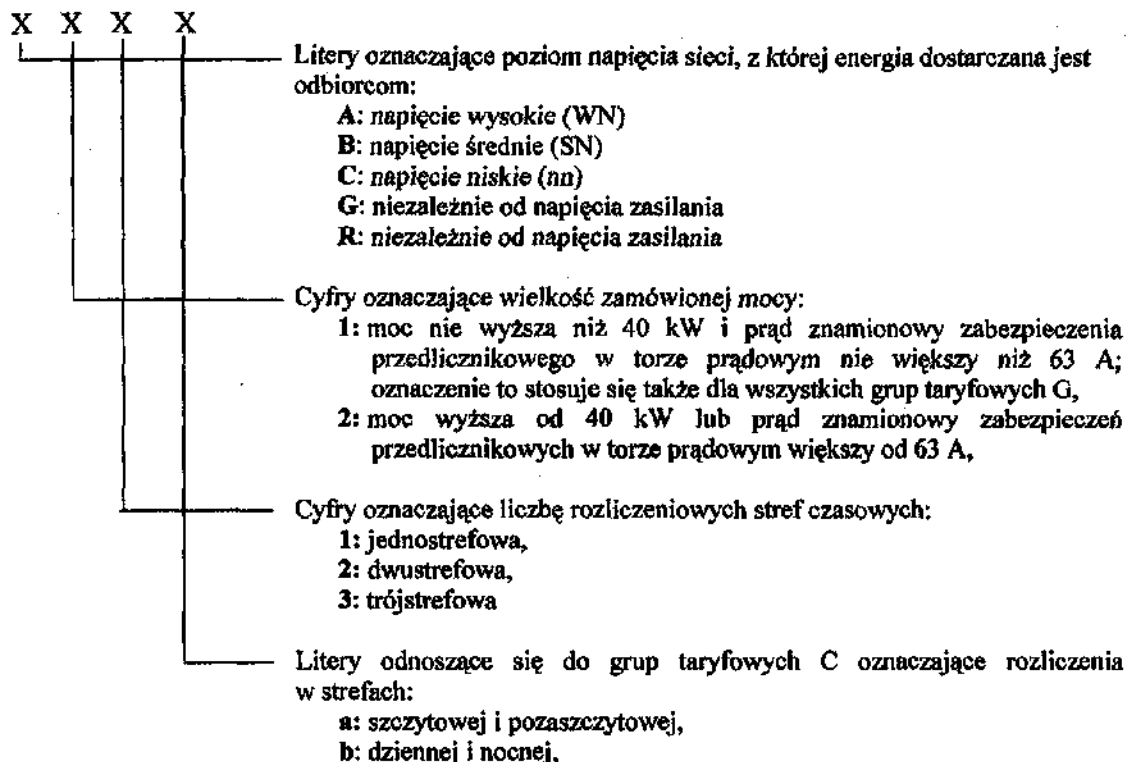 X X X X
Litery oznaczające poziom napięcia sieci, z której energia dostarczana jest
odbiorcom:
A: napięcie wysokie (WN)
B: napięcie średnie (SN)
C: napięcie niskie (nn)
G: niezależnie od napięcia zasilania
R: niezależnie od napięcia zasilania
Cyfry oznaczające wielkość zamówionej mocy:
1: moc nie wyższa niż 40 kW i prąd znamionowy zabezpieczenia
przedlicznikowego w torze prądowym nie większy niż 63 A;
oznaczenie to stosuje się także dla wszystkich grup taryfowych G,
2: moc wyższa od 40 kW lub prąd znamionowy zabezpieczeń
przedlicznikowych w torze prądowym większy od 63 A,
Cyfry oznaczające liczbę rozliczeniowych stref czasowych:
1: jednostrefowa,
2: dwustrefowa,
3: trójstrefowa
Litery odnoszące się do grup taryfowych C oznaczające rozliczenia
w strefach:
a: szczytowej i pozaszczytowej,
b: dziennej i nocnej,